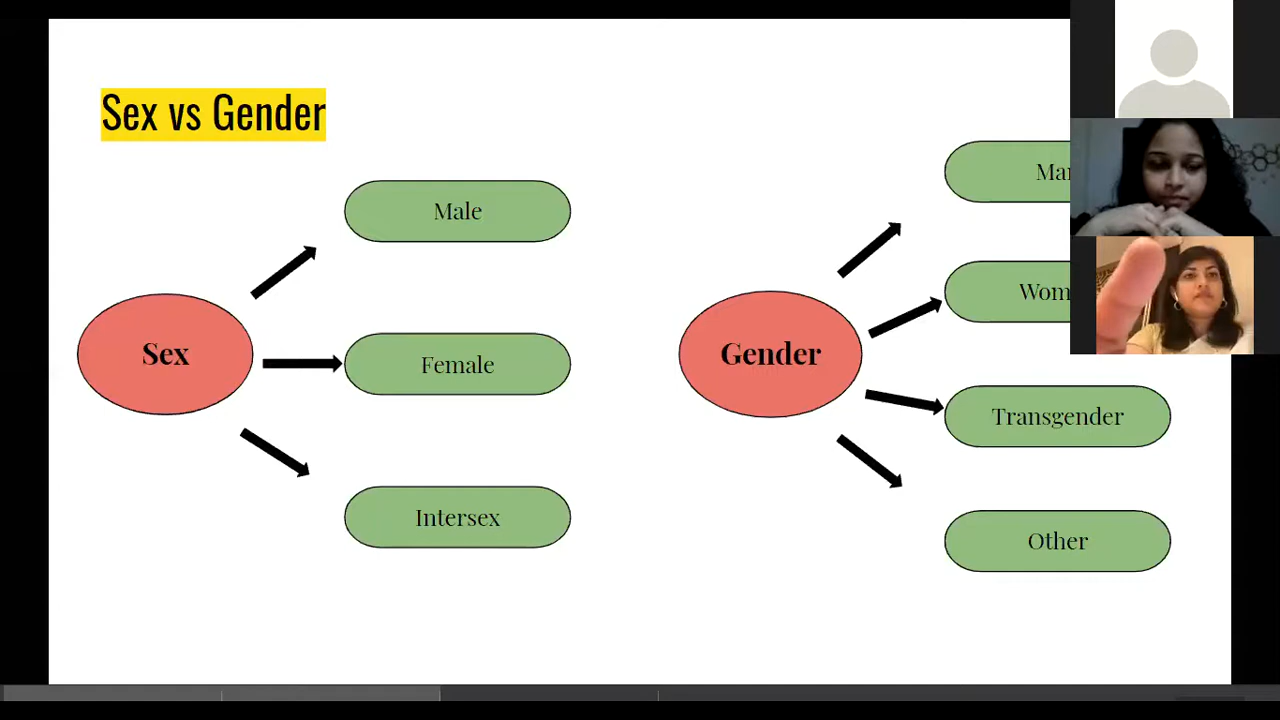 Sex vs Gender
Sex
Male
Female
Intersex
Gender
Transgender
Other